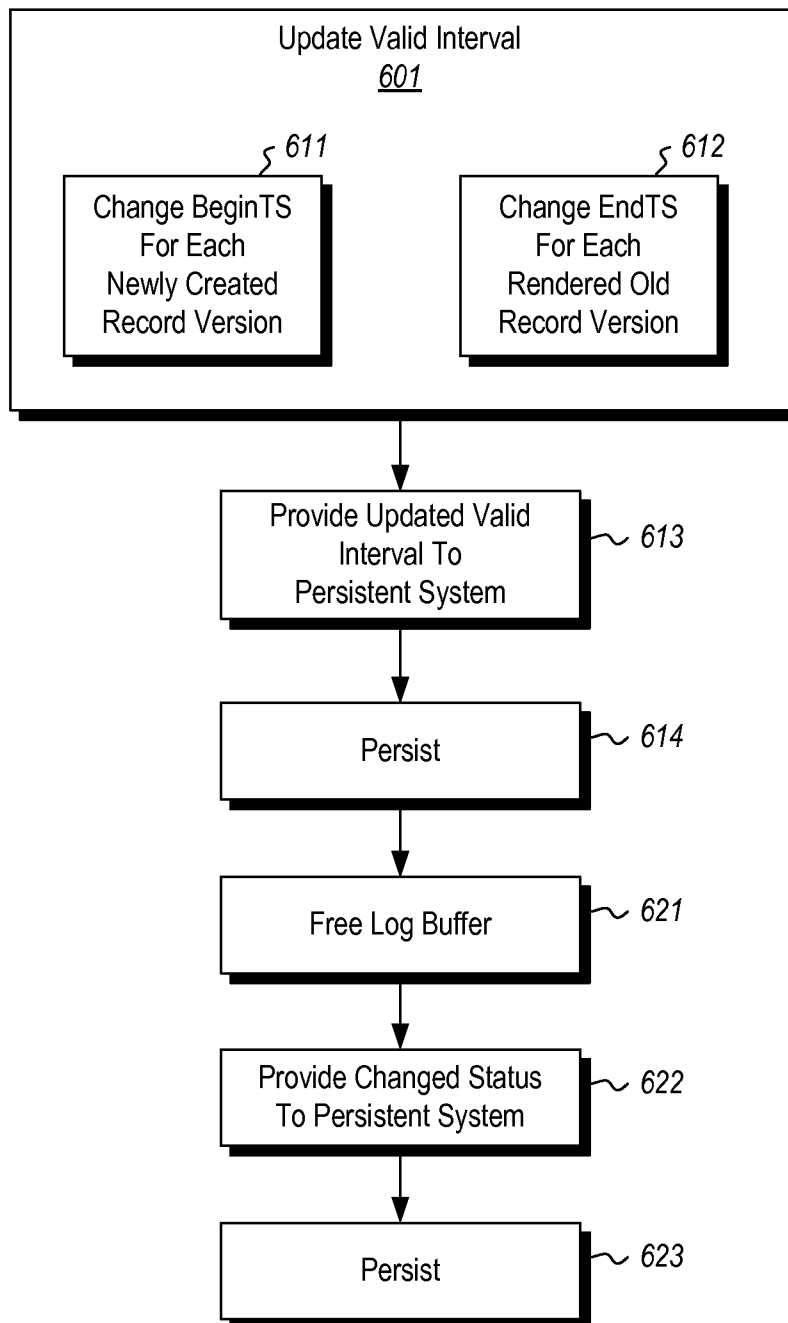 Update Valid Interval
601
611
Change BeginTS
For Each
Newly Created
Record Version
612
Change EndTS
For Each
Rendered Old
Record Version
Provide Updated Valid
Interval To
Persistent System
613
Persist
614
Free Log Buffer
621
Provide Changed Status
To Persistent System
622
Persist
623